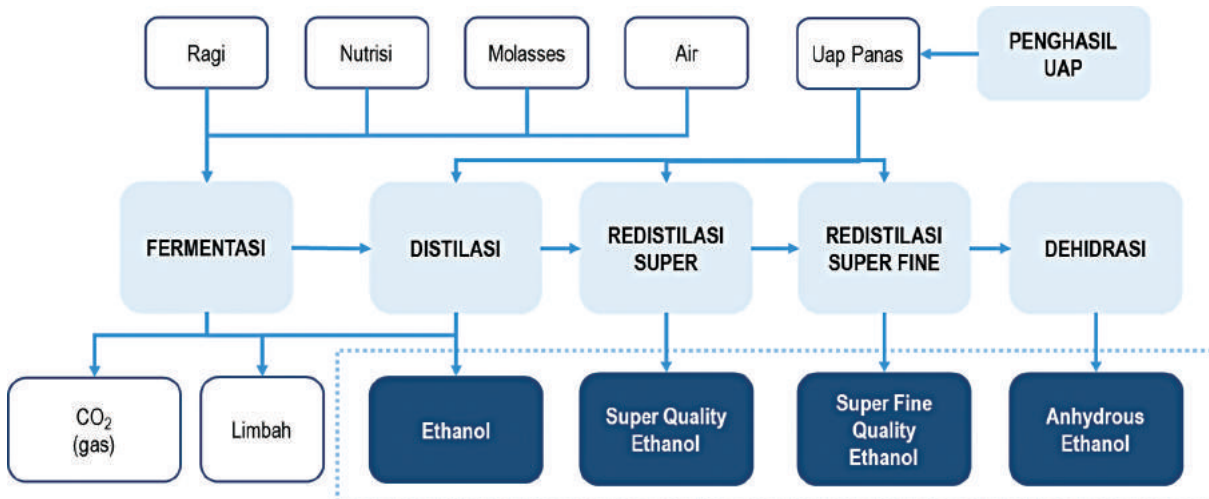 Ragi
Nutrisi
Molasses
Air
Uap Panas
PENGHASIL
UAP
FERMENTASI
DISTILASI
REDISTILASI
SUPER
REDISTILASI
SUPER FINE
DEHIDRASI
CO₂
(gas)
Limbah
Ethanol
Super Quality
Ethanol
Super Fine
Quality
Ethanol
Anhydrous
Ethanol